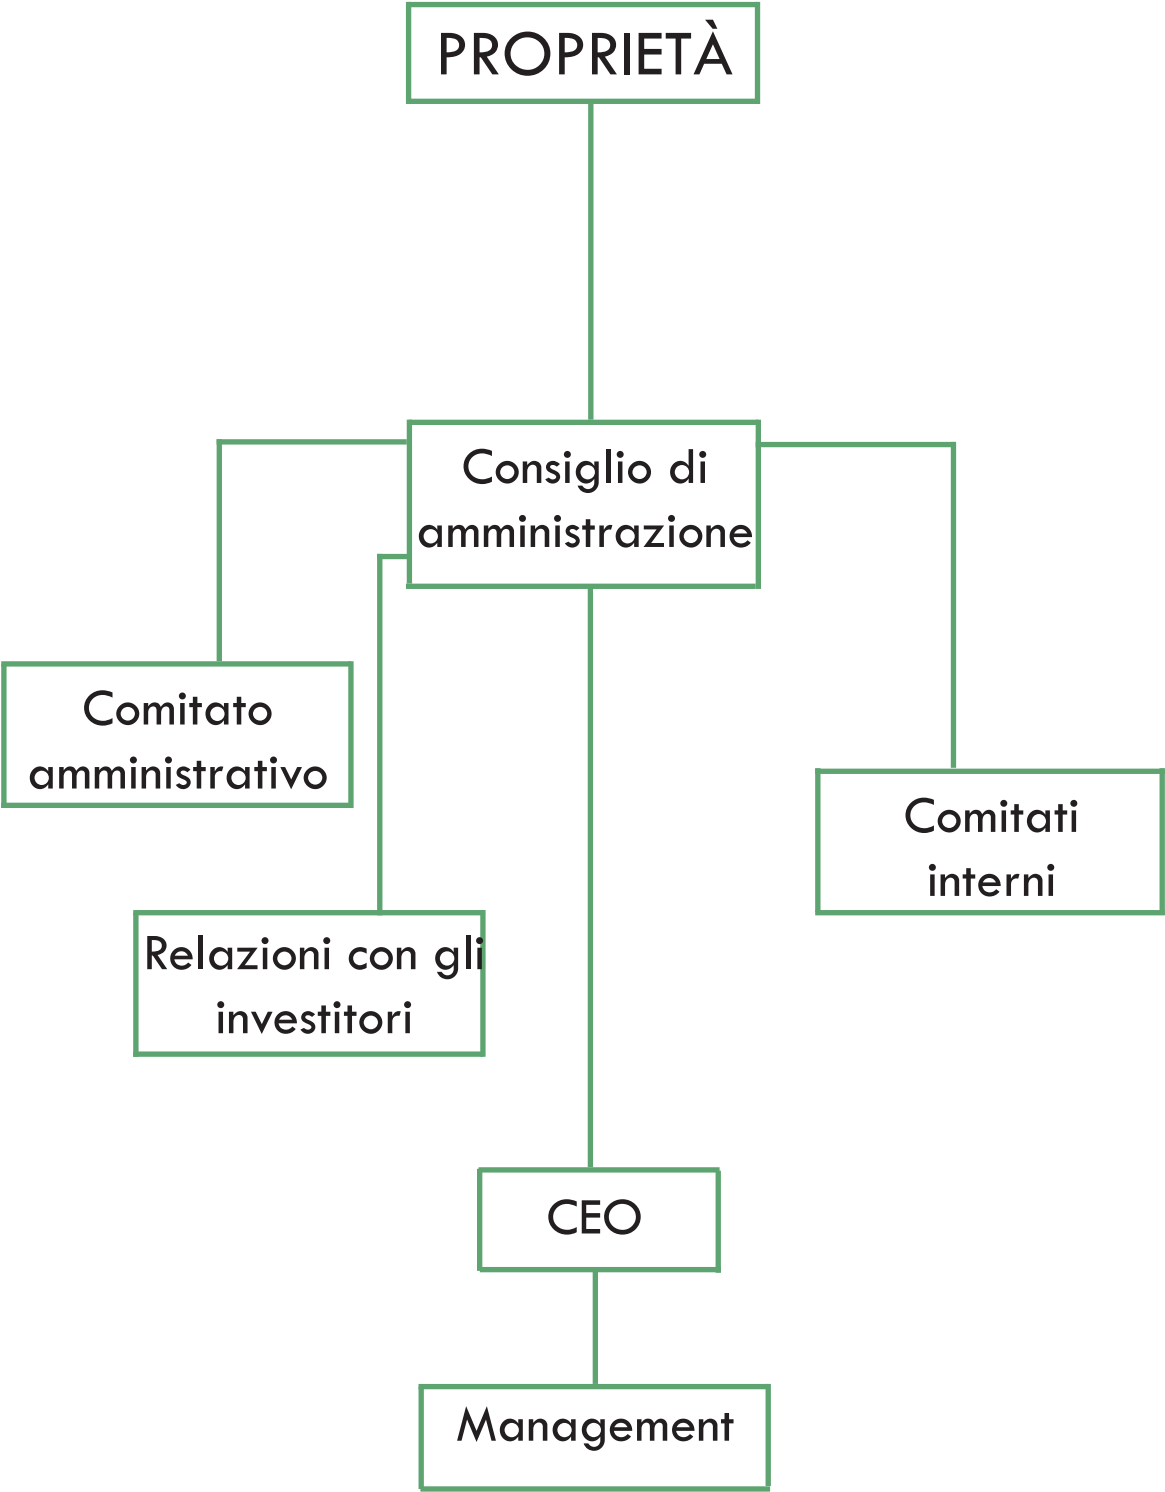 PROPRIETÀ
Consiglio di
amministrazione
Comitato
amministrativo
Comitati
interni
Relazioni con gli
investitori
CEO
Management